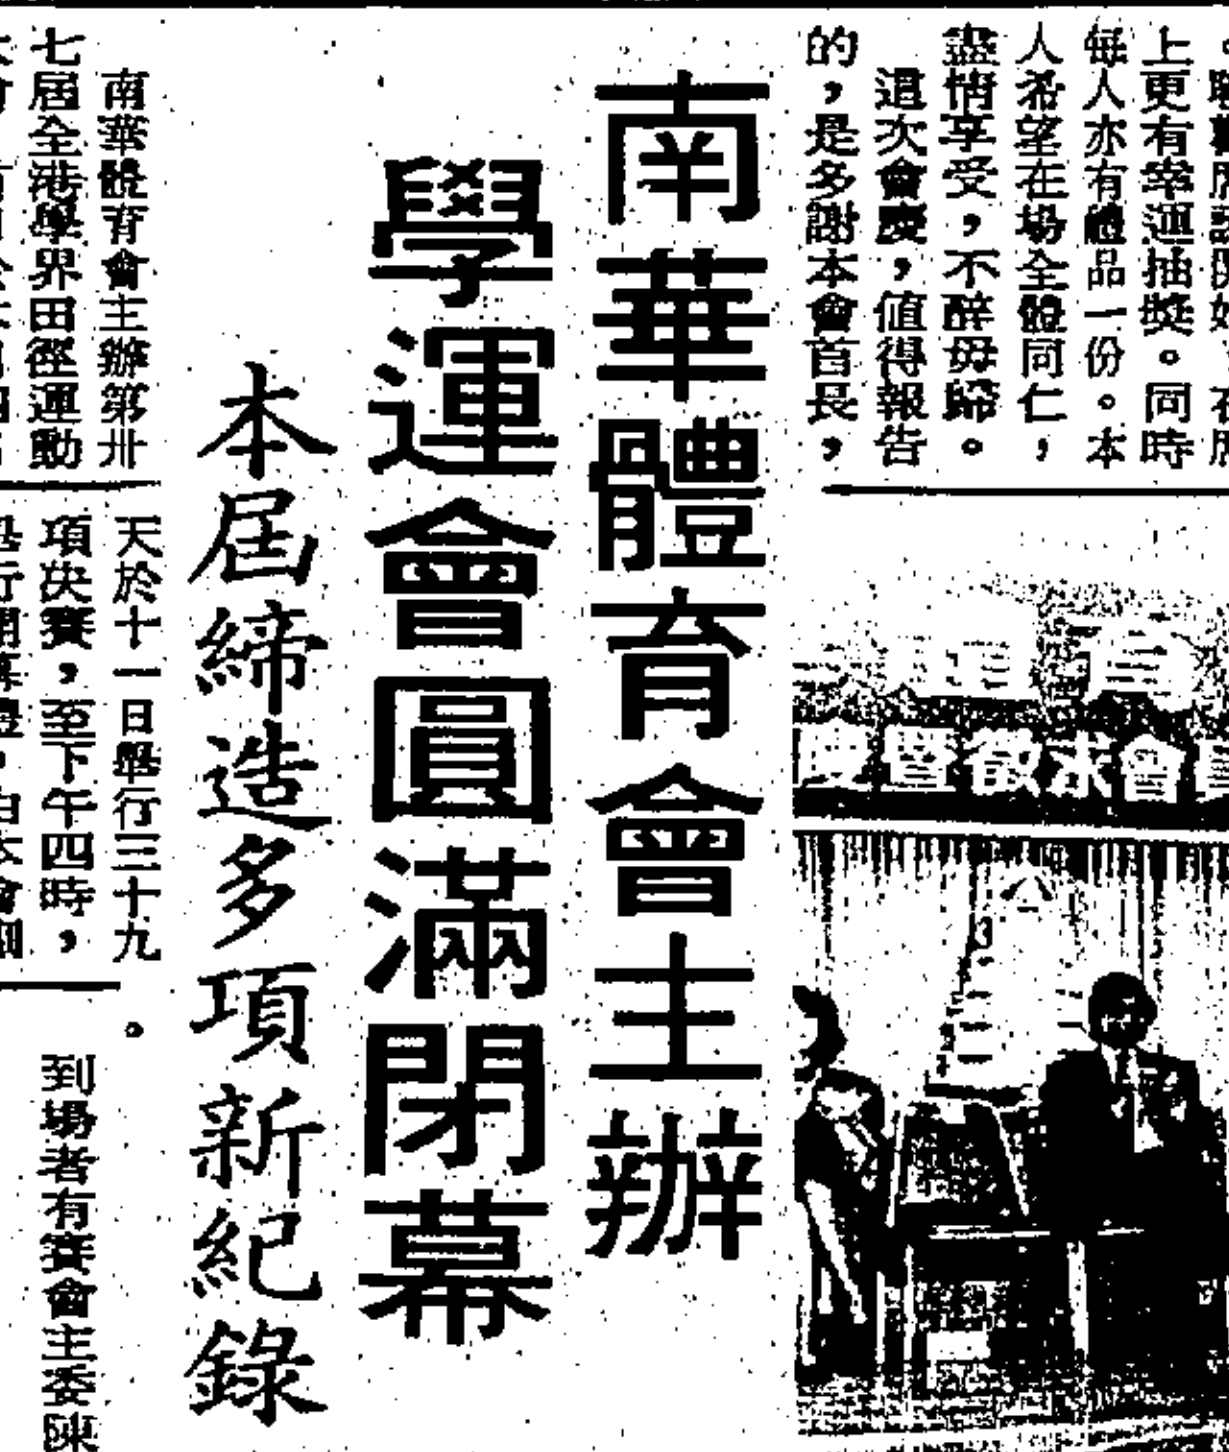 上更有幸運抽獎。同時
每人亦有禮品一份。本
人希望在場全體同仁，
盡情享受，不醉毋歸。
這次會慶，值得報告
的，是多謝本會首長，
南華體育會主辦
學運會圓滿閉幕
本屆締造多項新紀錄
南華體育會主辦第卅
七屆全港學界田徑運動
天於十一日舉行三十九
項决賽，至下午四時，
。
到場者有賽會主委陳